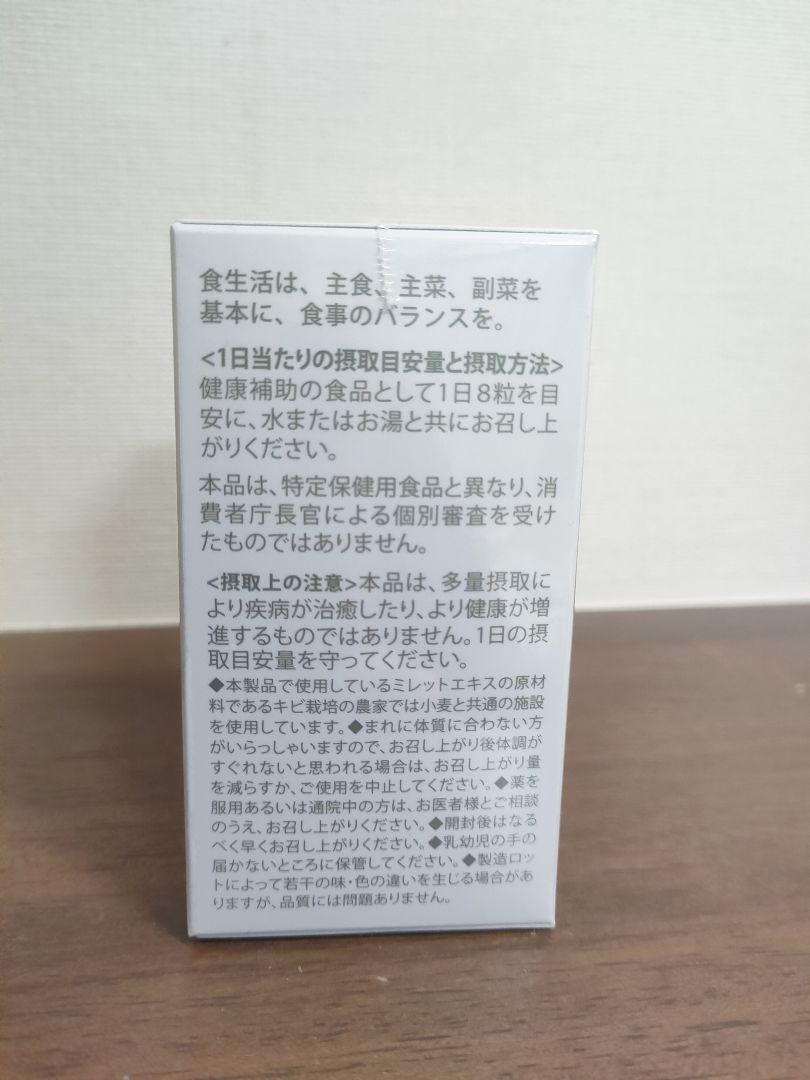 食生活は、主食、主菜、副菜を
基本に、食事のバランスを。
<1日当たりの摂取目安量と摂取方法>
健康補助の食品として1日8粒を目
安に、水またはお湯と共にお召し上
がりください。
本品は、特定保健用食品と異なり、消
費者庁長官による個別審査を受け
たものではありません。
<摂取上の注意>本品は、多量摂取に
より疾病が治癒したり、より健康が増
進するものではありません。1日の摂
取目安量を守ってください。
◆本製品で使用しているミレットエキスの原材
料であるキビ栽培の農家では小麦と共通の施設
を使用しています。◆まれに体質に合わない方
がいらっしゃいますので、お召し上がり後体調が
すぐれないと思われる場合は、お召し上がり量
を減らすか、ご使用を中止してください。◆薬を
服用あるいは通院中の方は、お医者様とご相談
のうえ、お召し上がりください。◆開封後はなる
べく早くお召し上がりください。◆乳幼児の手の
届かないところに保管してください。◆製造ロッ
トによって若干の味・色の違いを生じる場合があ
りますが、品質には問題ありません。